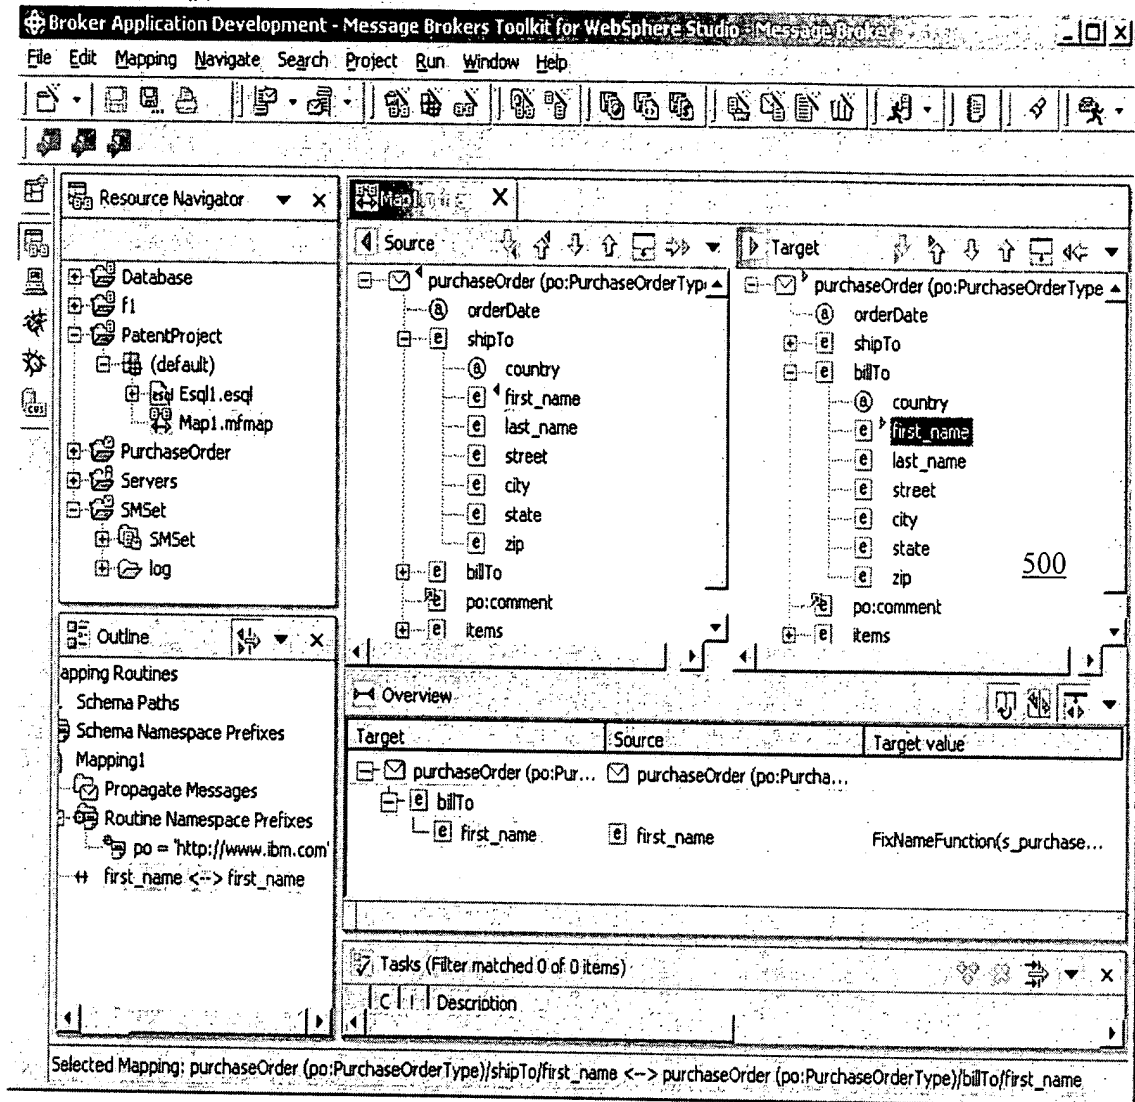 Broker Application Development - Message Brokers Toolkit for WebSphere Studio - Message Broker
File Edit Mapping Navigate Search Project Run Window Help
Resource Navigator
Database
f1
PatentProject
(default)
Esql1.esql
Map1.mfmap
PurchaseOrder
Servers
SMSet
SMSet
log
Source
purchaseOrder (po:PurchaseOrderTyp
orderDate
shipTo
country
first_name
last_name
street
city
state
zip
billTo
po:comment
items
Target
purchaseOrder (po:PurchaseOrderType
orderDate
shipTo
billTo
country
first_name
last_name
street
city
state
zip
po:comment
items
500
Outline
apping Routines
Schema Paths
Schema Namespace Prefixes
Mapping1
Propagate Messages
Routine Namespace Prefixes
po = 'http://www.ibm.com'
first_name <--> first_name
Overview
Target Source Target value
purchaseOrder (po:Pur... purchaseOrder (po:Purcha...
billTo
first_name first_name FixNameFunction(s_purchase...
Tasks (Filter matched 0 of 0 items)
C I Description
Selected Mapping: purchaseOrder (po:PurchaseOrderType)/shipTo/first_name <--> purchaseOrder (po:PurchaseOrderType)/billTo/first_name